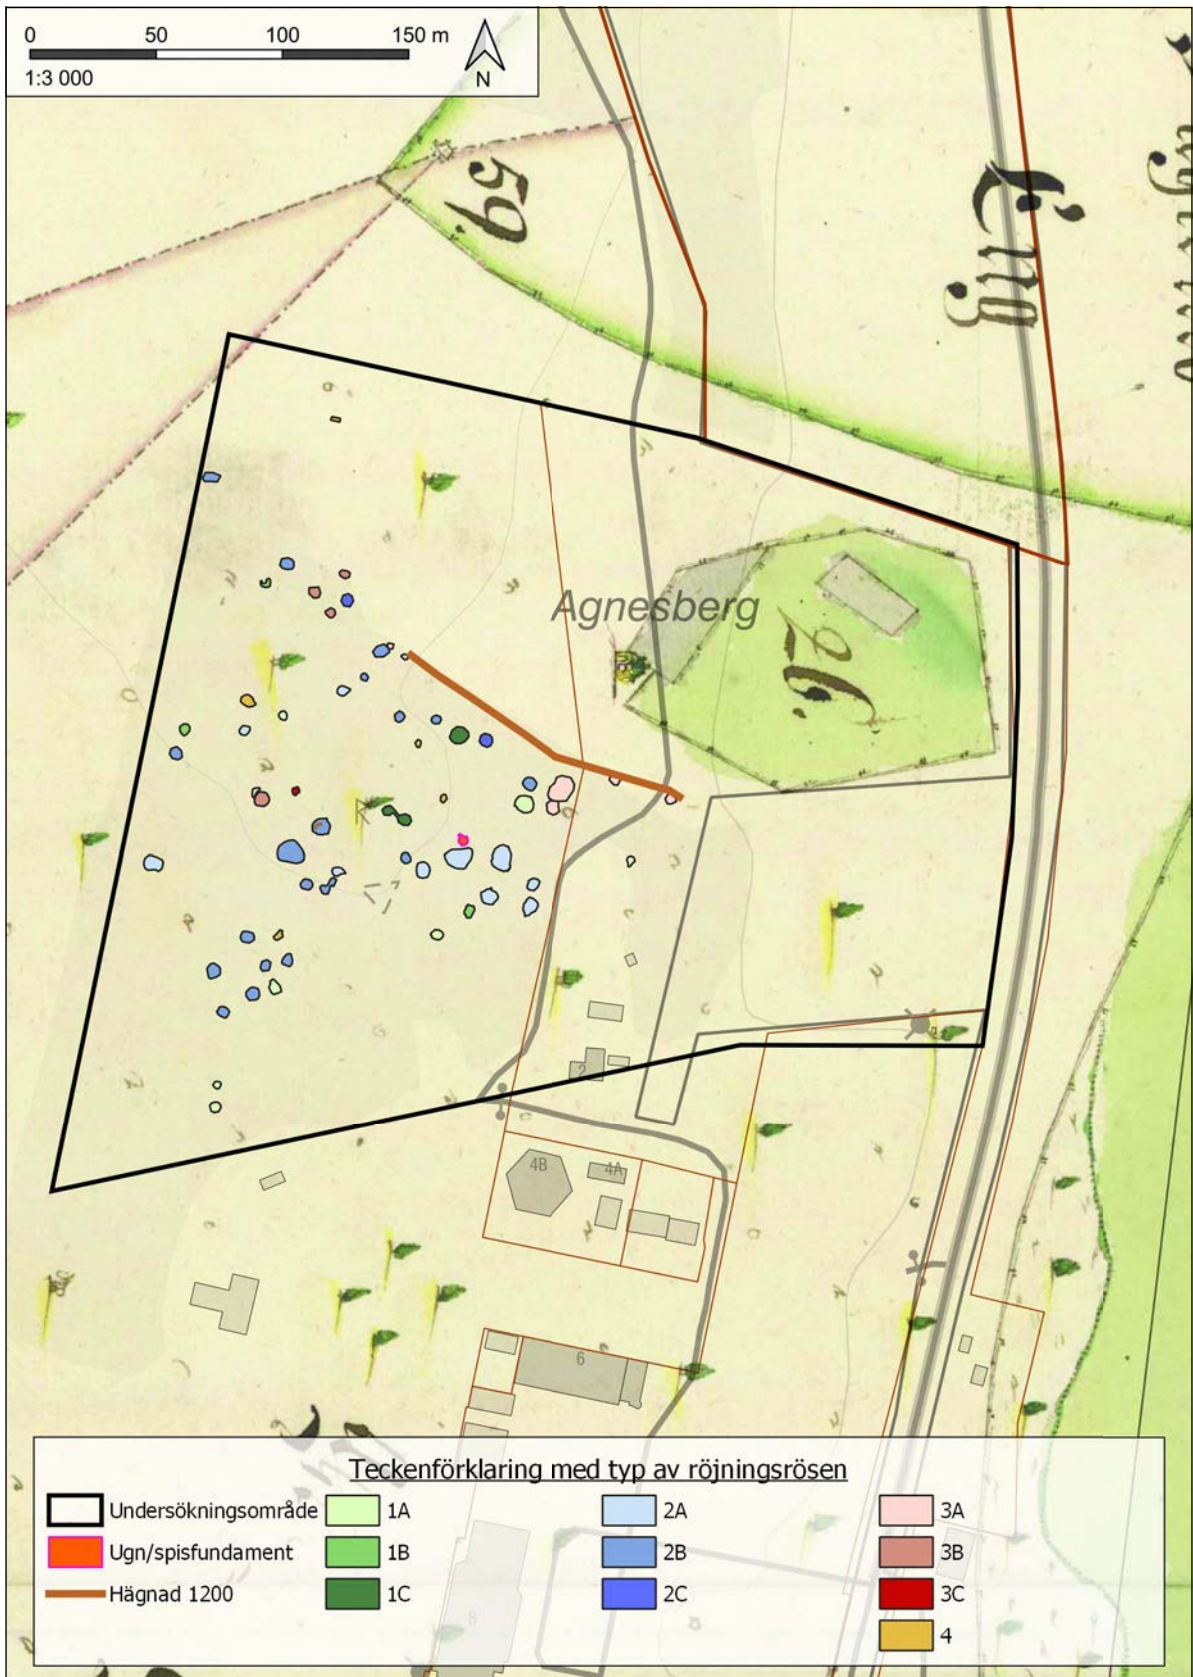 0 50 100 150 m
1:3 000
N
59.
Äng
Agnesberg
26.
R
2
4B
4A
6
8
Teckenförklaring med typ av röjningsrösen
Undersökningsområde
Ugn/spisfundament
Hägnad 1200
1A
1B
1C
2A
2B
2C
3A
3B
3C
4